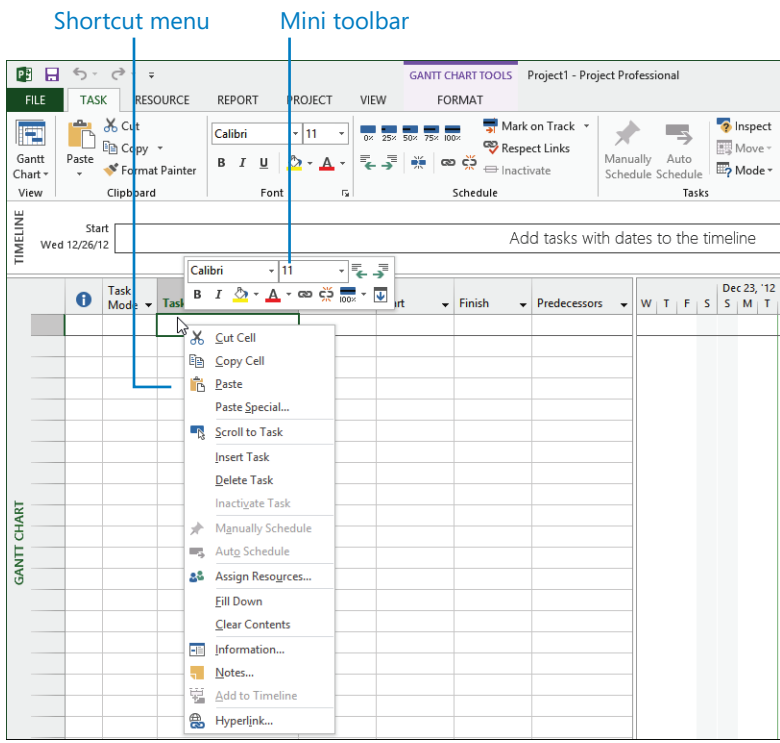 Shortcut menu Mini toolbar
GANTT CHART TOOLS Project1 - Project Professional
FILE TASK RESOURCE REPORT PROJECT VIEW FORMAT
Gantt Chart
View
Paste
Cut
Copy
Format Painter
Clipboard
Calibri 11
B I U A
Font
0% 25% 50% 75% 100%
Mark on Track
Respect Links
Inactivate
Schedule
Manually Schedule
Auto Schedule
Inspect
Move
Mode
Tasks
TIMELINE
Start
Wed 12/26/12
Add tasks with dates to the timeline
Calibri 11
B I A 100%
Task Mode
Task
Finish
Predecessors
Dec 23, '12
W T F S S M T
GANTT CHART
Cut Cell
Copy Cell
Paste
Paste Special...
Scroll to Task
Insert Task
Delete Task
Inactivate Task
Manually Schedule
Auto Schedule
Assign Resources...
Fill Down
Clear Contents
Information...
Notes...
Add to Timeline
Hyperlink...